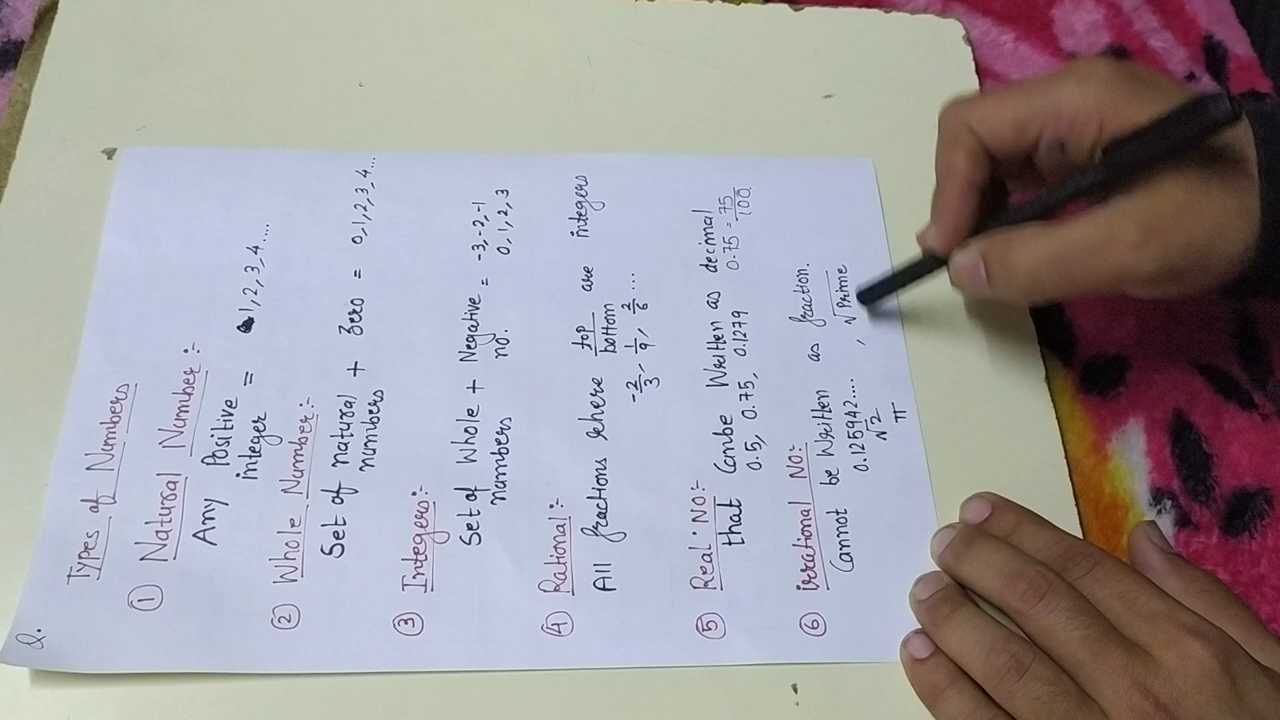 Q.
Types of Numbers
① Natural Number:-
Any Positive integer = 1,2,3,4....
② Whole Number:-
Set of natural numbers + Zero = 0,1,2,3,4...
③ Integers:-
Set of Whole numbers + Negative no. = -3,-2,-1
0,1,2,3
④ Rational:-
All fractions where top/bottom are integers
-2/3, 1/9, 2/6 ...
⑤ Real NO:-
that Canbe Written as decimal
0.5, 0.75, 0.1279 0.75 = 75/100
⑥ irrational NO:
Cannot be Written as fraction.
0.125942...., √Prime
√2
π